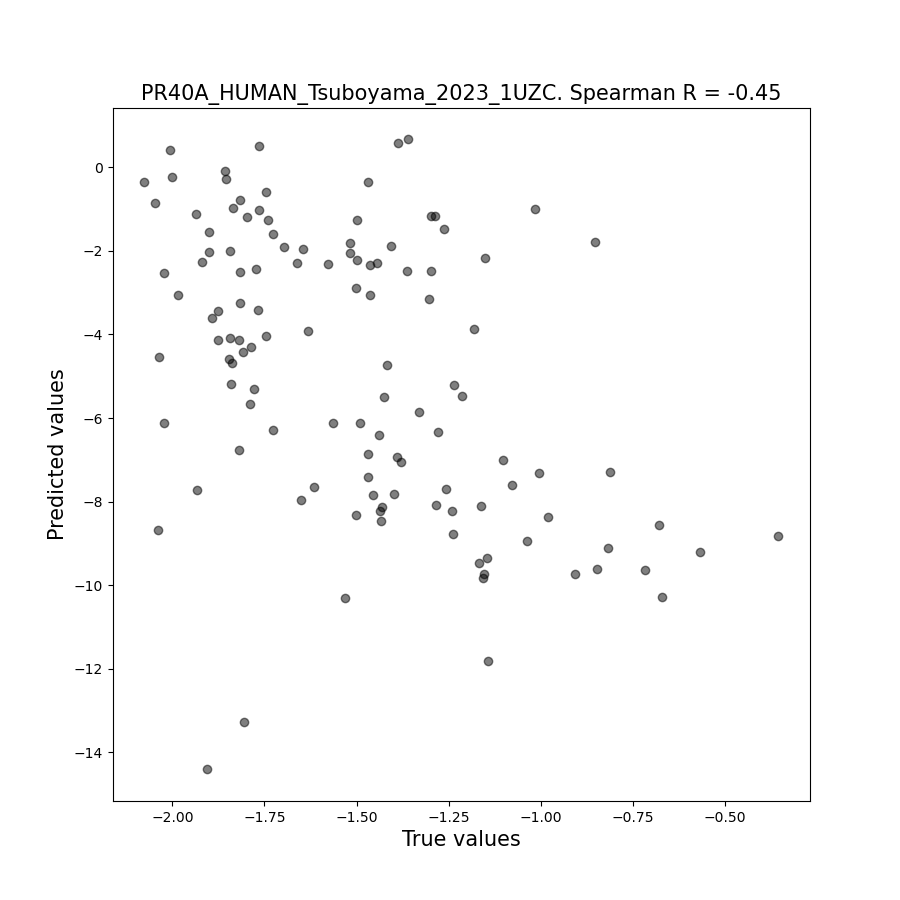 PR40A_HUMAN_Tsuboyama_2023_1UZC. Spearman R = -0.45
Predicted values
0
−2
−4
−6
−8
−10
−12
−14
−2.00 −1.75 −1.50 −1.25 −1.00 −0.75 −0.50
True values